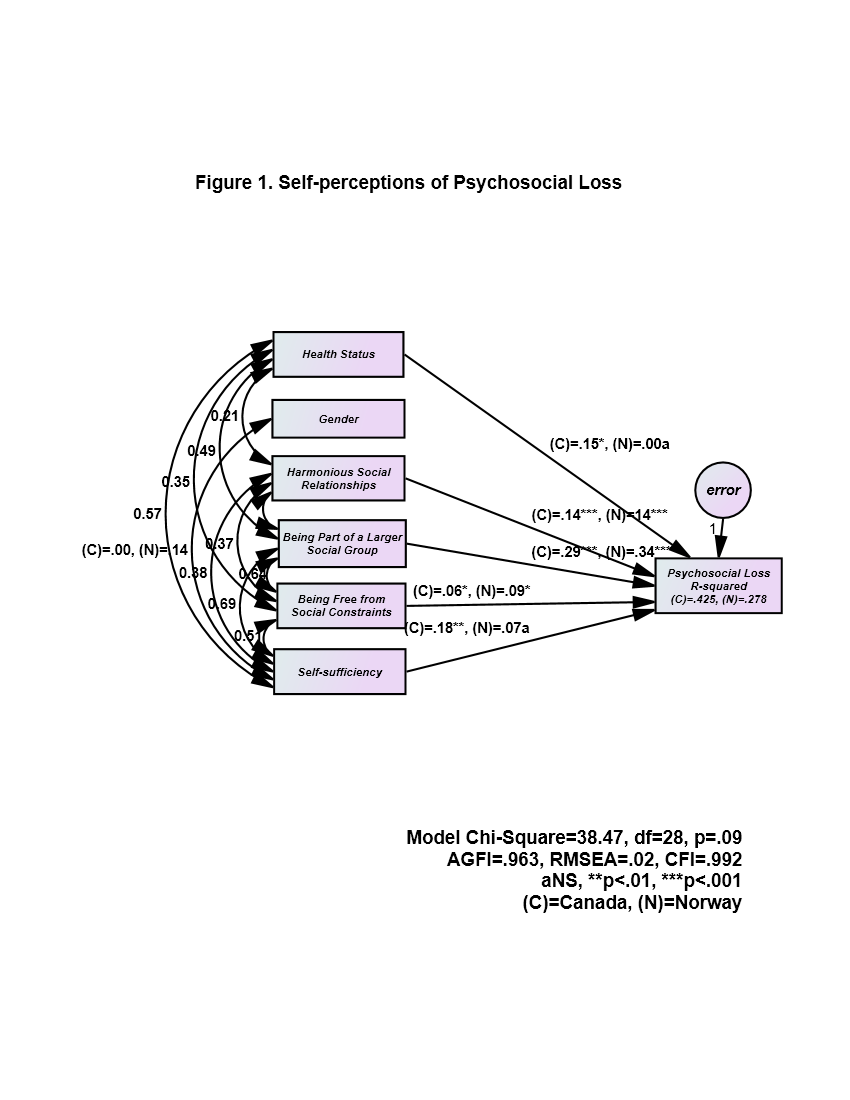 Figure 1. Self-perceptions of Psychosocial Loss
Health Status
0.21
Gender
(C)=.15*, (N)=.00a
0.49
Harmonious Social
Relationships
0.35
error
0.57
(C)=.14***, (N)=14***
1
(C)=.00, (N)=.14
0.37
Being Part of a Larger
Social Group
(C)=.29***, (N)=.34***
0.38
0.64
Psychosocial Loss
R-squared
(C)=.425, (N)=.278
0.69
Being Free from
Social Constraints
(C)=.06*, (N)=.09*
0.51
(C)=.18**, (N)=.07a
Self-sufficiency
Model Chi-Square=38.47, df=28, p=.09
AGFI=.963, RMSEA=.02, CFI=.992
aNS, **p<.01, ***p<.001
(C)=Canada, (N)=Norway